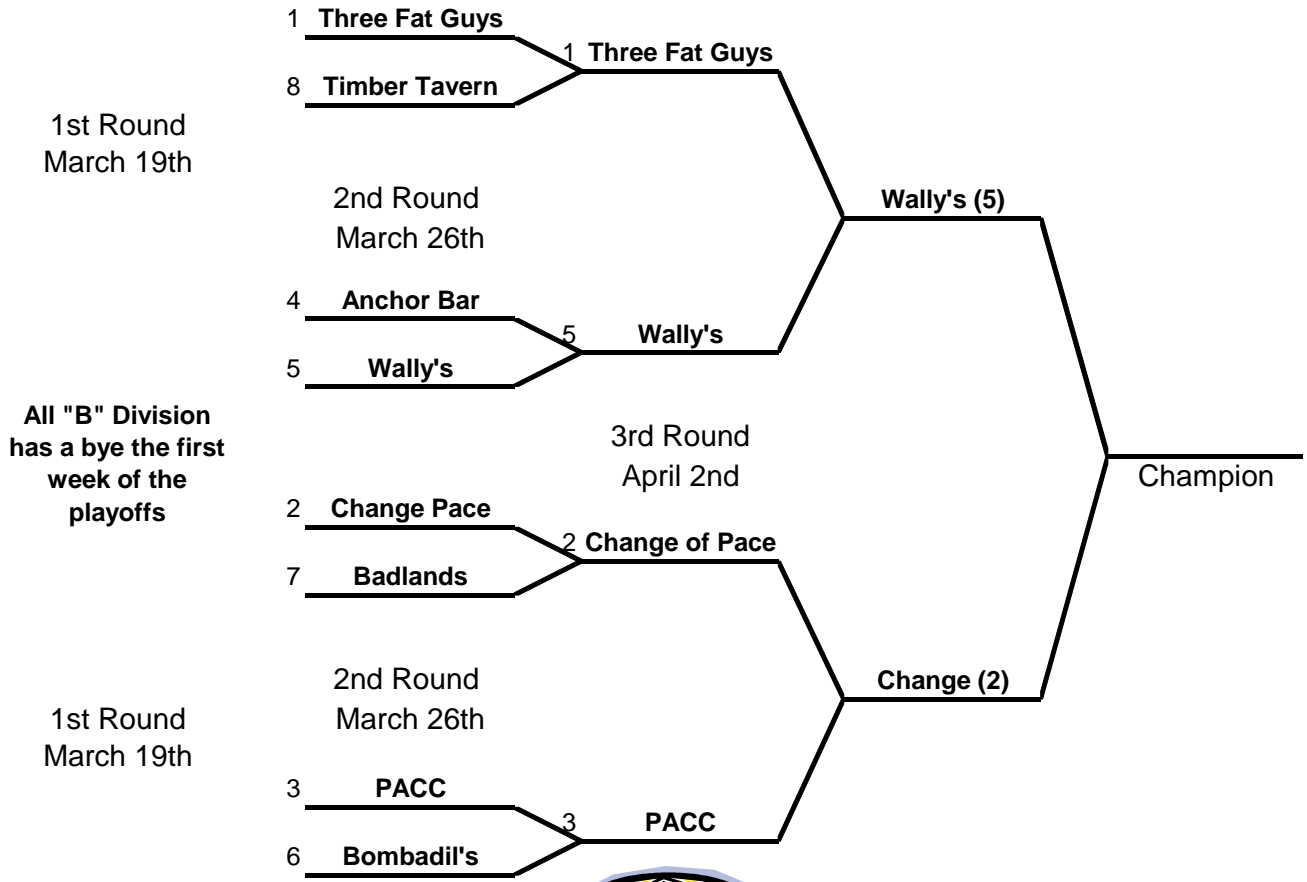 1 Three Fat Guys
1 Three Fat Guys
8 Timber Tavern
1st Round
March 19th
2nd Round
March 26th
Wally's (5)
4 Anchor Bar
5 Wally's
5 Wally's
All "B" Division
has a bye the first
week of the
playoffs
3rd Round
April 2nd
Champion
2 Change Pace
2 Change of Pace
7 Badlands
2nd Round
March 26th
Change (2)
1st Round
March 19th
3 PACC
3 PACC
6 Bombadil's